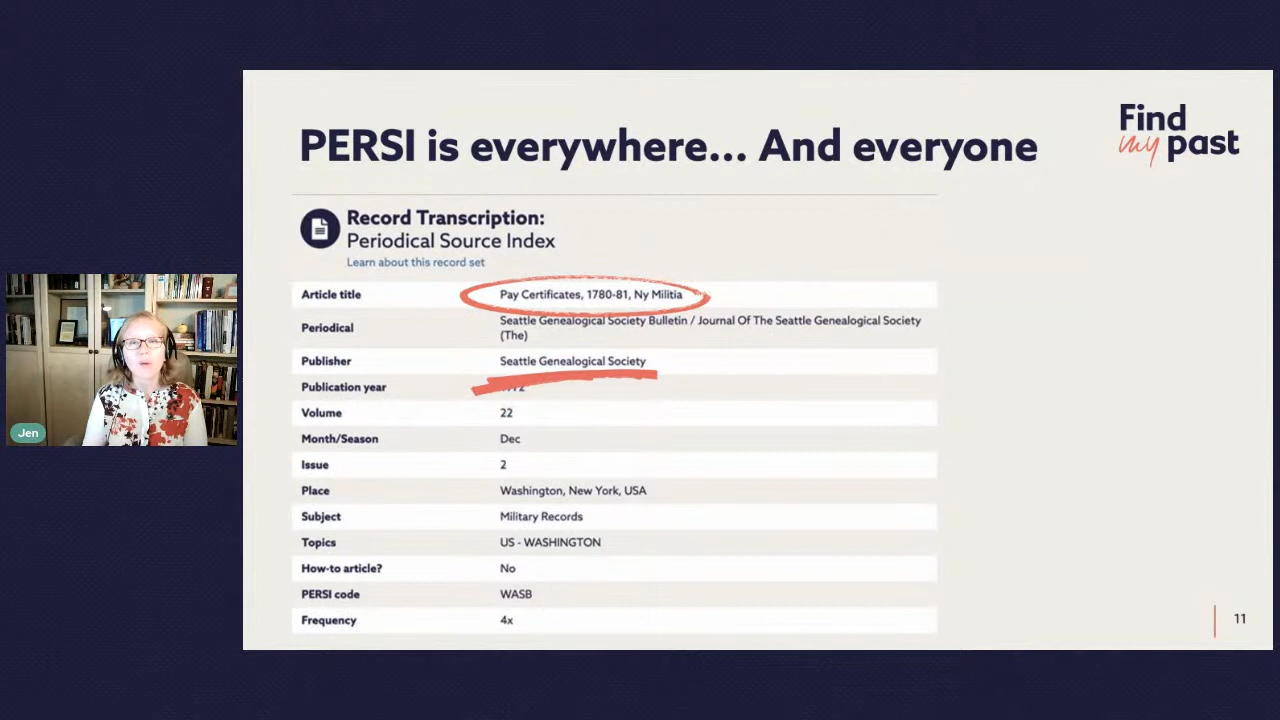 PERSI is everywhere... And everyone
Find
my past
Record Transcription:
Periodical Source Index
Learn about this record set
Article title Pay Certificates, 1780-81, Ny Militia
Periodical Seattle Genealogical Society Bulletin / Journal Of The Seattle Genealogical Society
(The)
Publisher Seattle Genealogical Society
Publication year
Volume 22
Month/Season Dec
Issue 2
Place Washington, New York, USA
Subject Military Records
Topics US - WASHINGTON
How-to article? No
PERSI code WASB
Frequency 4x
Jen
11